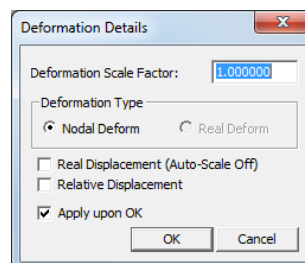 Deformation Details
Deformation Scale Factor: 1.000000
Deformation Type
Nodal Deform Real Deform
Real Displacement (Auto-Scale Off)
Relative Displacement
Apply upon OK
OK Cancel